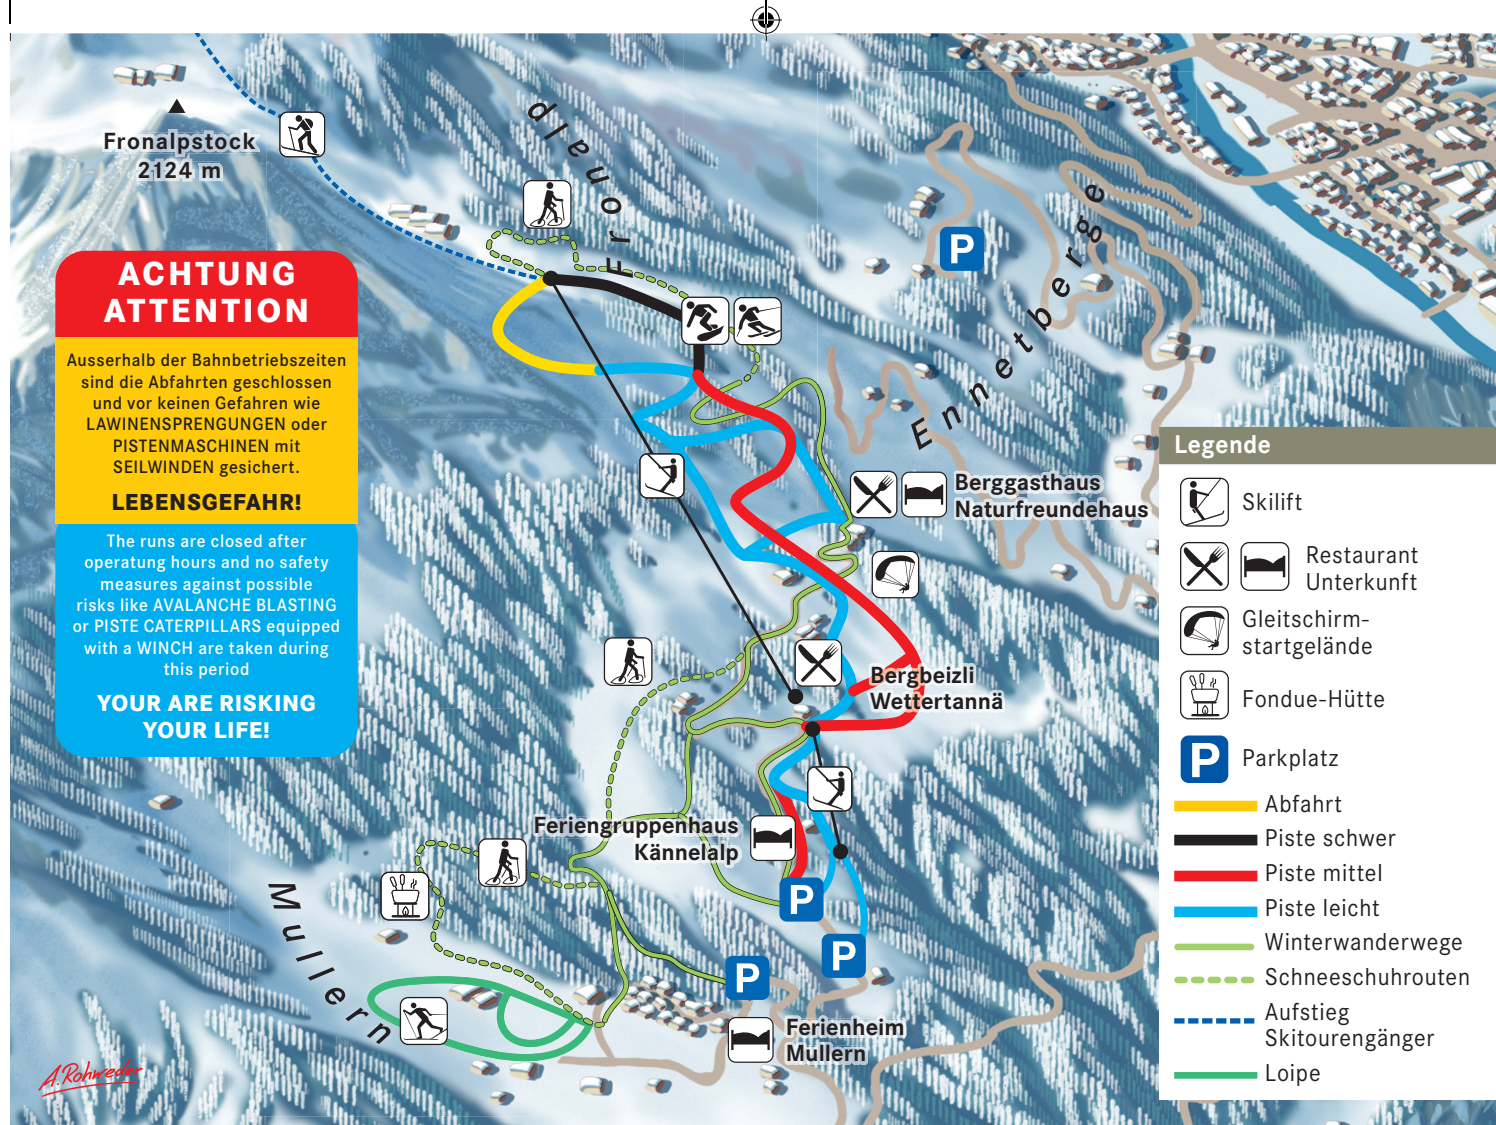 Fronalpstock
2124 m
Fronalp
Ennetberge
ACHTUNG
ATTENTION
Ausserhalb der Bahnbetriebszeiten
sind die Abfahrten geschlossen
und vor keinen Gefahren wie
LAWINENSPRENGUNGEN oder
PISTENMASCHINEN mit
SEILWINDEN gesichert.
LEBENSGEFAHR!
The runs are closed after
operatung hours and no safety
measures against possible
risks like AVALANCHE BLASTING
or PISTE CATERPILLARS equipped
with a WINCH are taken during
this period
YOUR ARE RISKING
YOUR LIFE!
P
Berggasthaus
Naturfreundehaus
Bergbeizli
Wettertannä
Feriengruppenhaus
Kännelalp
P
P
P
Mullern
Ferienheim
Mullern
A.Rohweder
Legende
Skilift
Restaurant
Unterkunft
Gleitschirm-
startgelände
Fondue-Hütte
P Parkplatz
Abfahrt
Piste schwer
Piste mittel
Piste leicht
Winterwanderwege
Schneeschuhrouten
Aufstieg
Skitourengänger
Loipe